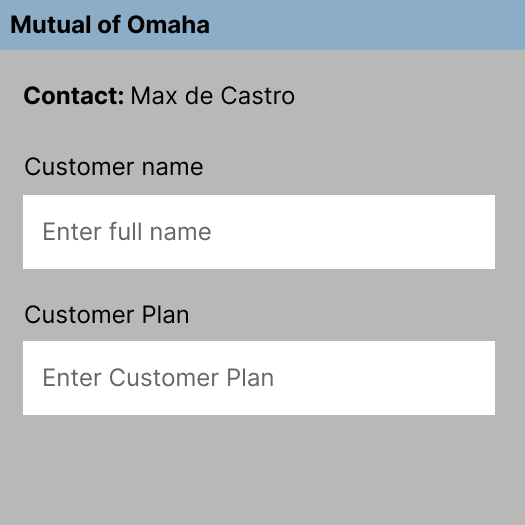 Mutual of Omaha
Contact: Max de Castro
Customer name
Enter full name
Customer Plan
Enter Customer Plan